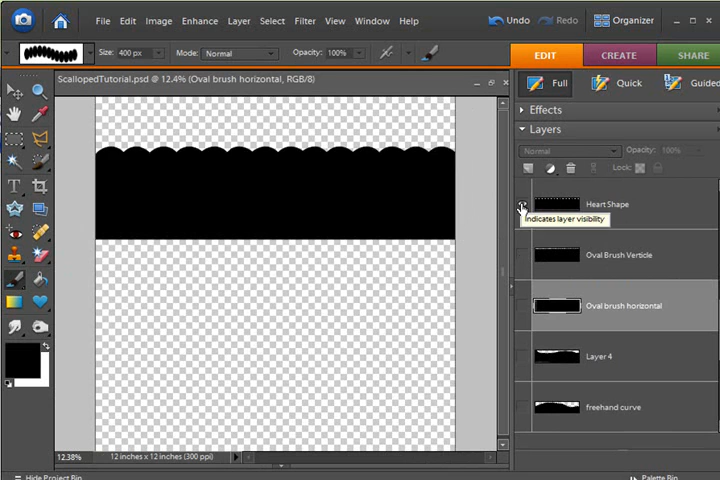 File Edit Image Enhance Layer Select Filter View Window Help Undo Redo Organizer
Size: 400 px Mode: Normal Opacity: 100% EDIT CREATE SHARE
ScallopedTutorial.psd @ 12.4% (Oval brush horizontal, RGB/8)
Full Quick Guided
Effects
Layers
Normal Opacity: 100%
Lock:
Heart Shape
Indicates layer visibility
Oval Brush Verticle
Oval brush horizontal
Layer 4
freehand curve
12.38% 12 inches x 12 inches (300 ppi)
Hide Project Bin Palette Bin